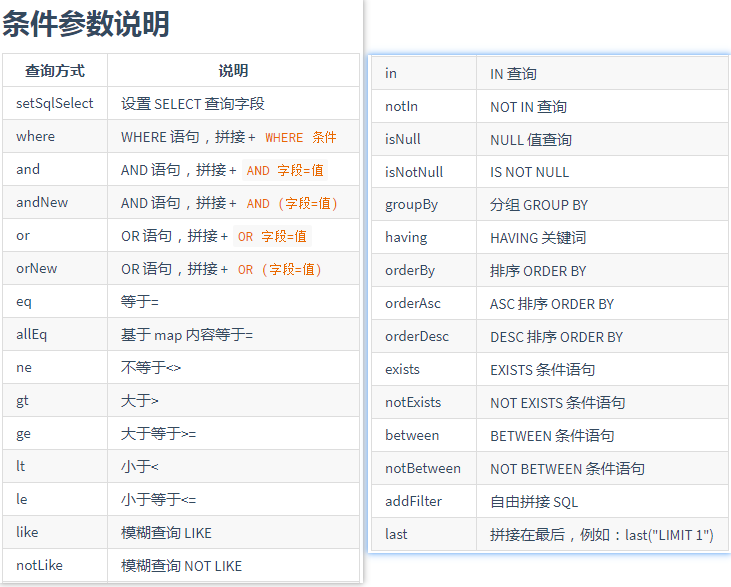 条件参数说明
查询方式 说明
setSqlSelect 设置 SELECT 查询字段
where WHERE 语句，拼接 + WHERE 条件
and AND 语句，拼接 + AND 字段=值
andNew AND 语句，拼接 + AND (字段=值)
or OR 语句，拼接 + OR 字段=值
orNew OR 语句，拼接 + OR (字段=值)
eq 等于=
allEq 基于 map 内容等于=
ne 不等于<>
gt 大于>
ge 大于等于>=
lt 小于<
le 小于等于<=
like 模糊查询 LIKE
notLike 模糊查询 NOT LIKE
in IN 查询
notIn NOT IN 查询
isNull NULL 值查询
isNotNull IS NOT NULL
groupBy 分组 GROUP BY
having HAVING 关键词
orderBy 排序 ORDER BY
orderAsc ASC 排序 ORDER BY
orderDesc DESC 排序 ORDER BY
exists EXISTS 条件语句
notExists NOT EXISTS 条件语句
between BETWEEN 条件语句
notBetween NOT BETWEEN 条件语句
addFilter 自由拼接 SQL
last 拼接在最后，例如：last("LIMIT 1")